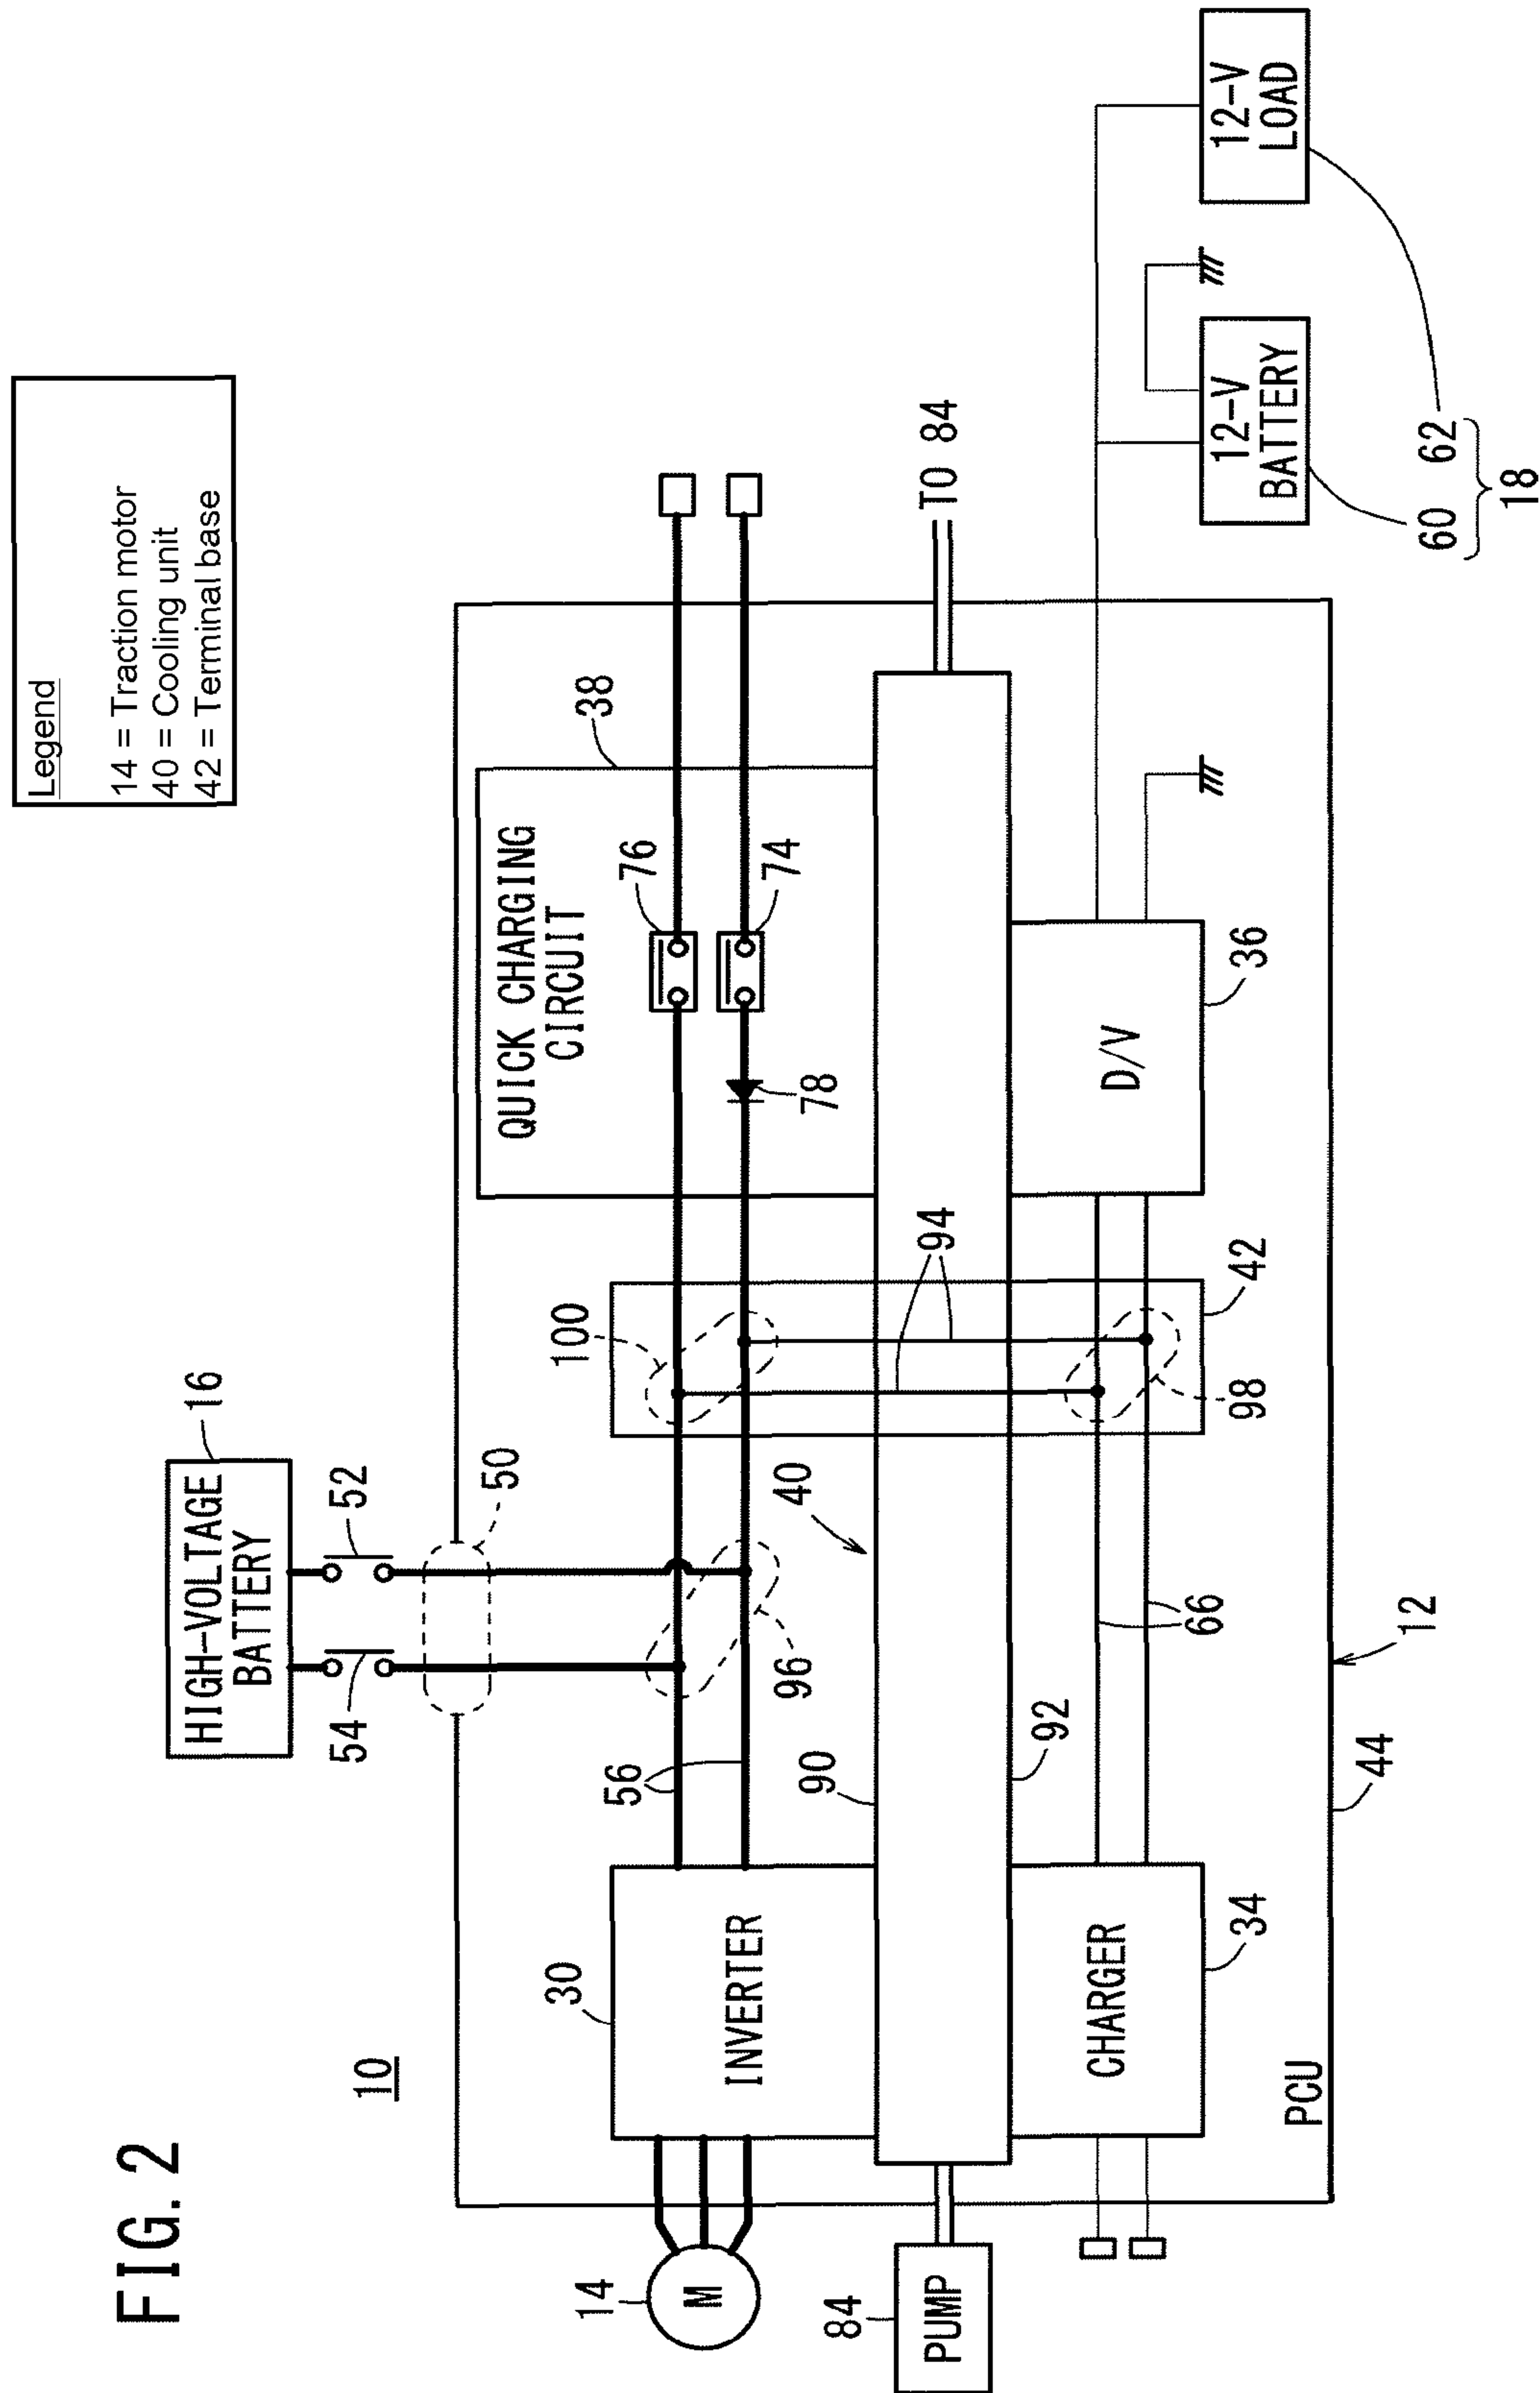 FIG. 2
Legend
14 = Traction motor
40 = Cooling unit
42 = Terminal base
10
HIGH-VOLTAGE
BATTERY
16
54
52
50
QUICK CHARGING
CIRCUIT
38
76
74
78
100
94
96
56
30
INVERTER
14
M
40
90
92
84
PUMP
TO 84
CHARGER
34
66
98
42
D/V
36
PCU
44
12
12-V
BATTERY
12-V
LOAD
60
62
18